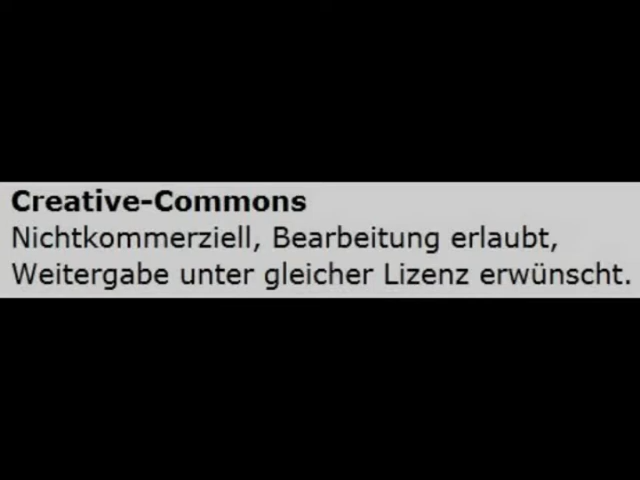 Creative-Commons
Nichtkommerziell, Bearbeitung erlaubt,
Weitergabe unter gleicher Lizenz erwünscht.